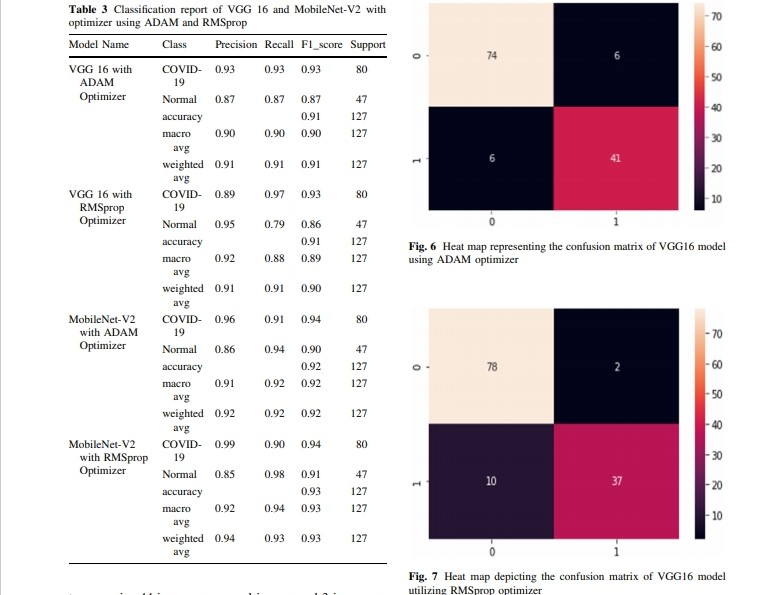 Table 3 Classification report of VGG 16 and MobileNet-V2 with
optimizer using ADAM and RMSprop
Model Name Class Precision Recall F1_score Support
VGG 16 with COVID- 0.93 0.93 0.93 80
ADAM 19
Optimizer Normal 0.87 0.87 0.87 47
accuracy 0.91 127
macro 0.90 0.90 0.90 127
avg
weighted 0.91 0.91 0.91 127
avg
VGG 16 with COVID- 0.89 0.97 0.93 80
RMSprop 19
Optimizer Normal 0.95 0.79 0.86 47
accuracy 0.91 127
macro 0.92 0.88 0.89 127
avg
weighted 0.91 0.91 0.90 127
avg
MobileNet-V2 COVID- 0.96 0.91 0.94 80
with ADAM 19
Optimizer Normal 0.86 0.94 0.90 47
accuracy 0.92 127
macro 0.91 0.92 0.92 127
avg
weighted 0.92 0.92 0.92 127
avg
MobileNet-V2 COVID- 0.99 0.90 0.94 80
with RMSprop 19
Optimizer Normal 0.85 0.98 0.91 47
accuracy 0.93 127
macro 0.92 0.94 0.93 127
avg
weighted 0.94 0.93 0.93 127
avg
70
60
50
40
30
20
10
0 74 6
1 6 41
0 1
Fig. 6 Heat map representing the confusion matrix of VGG16 model
using ADAM optimizer
70
60
50
40
30
20
10
0 78 2
1 10 37
0 1
Fig. 7 Heat map depicting the confusion matrix of VGG16 model
utilizing RMSprop optimizer